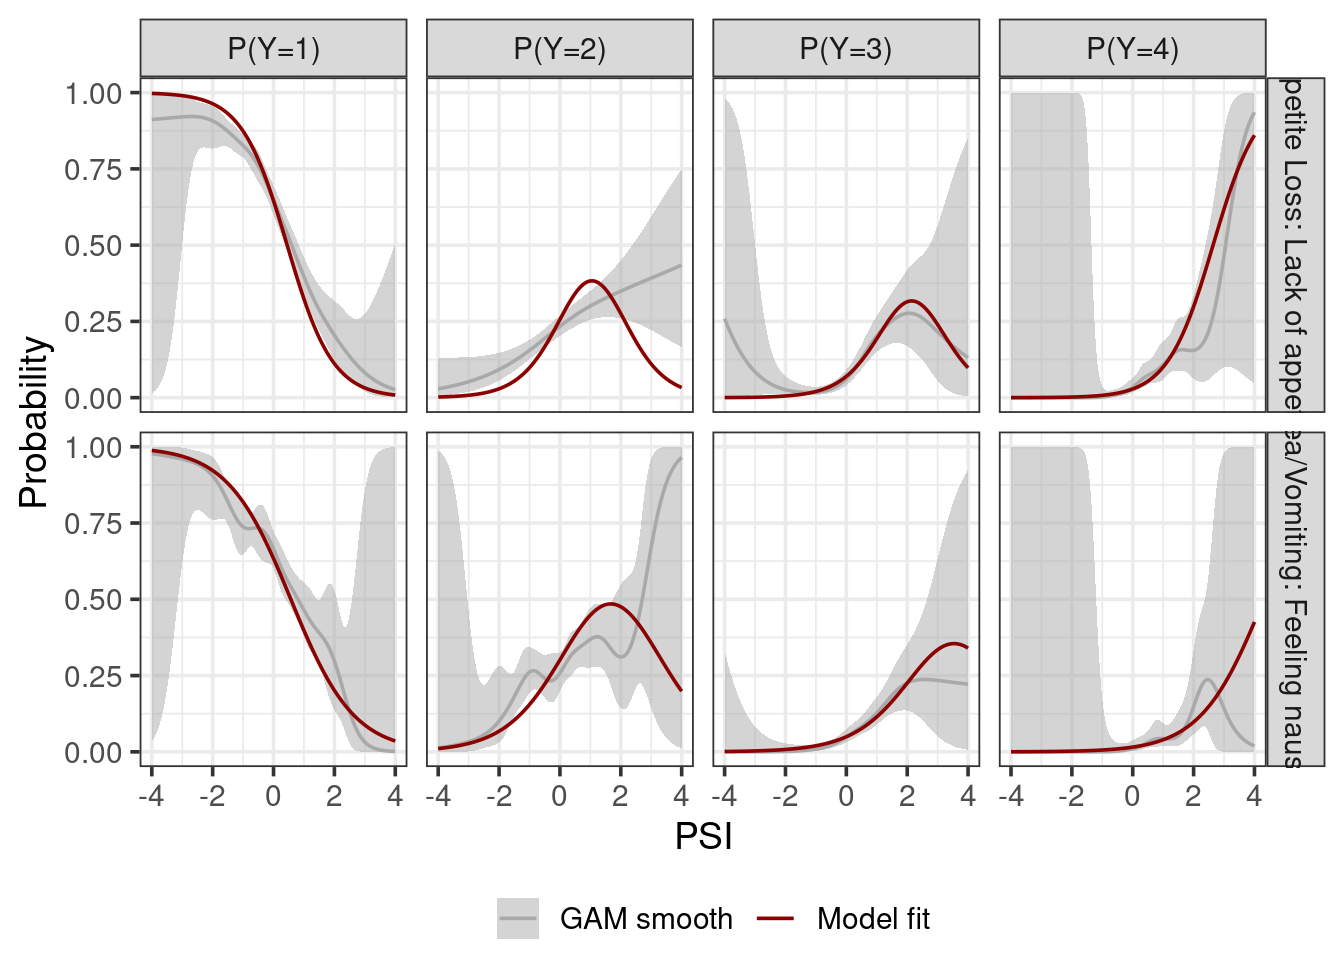 P(Y=1) P(Y=2) P(Y=3) P(Y=4)
1.00
0.75
0.50
0.25
0.00
petite Loss: Lack of appet
1.00
0.75
0.50
0.25
0.00
ea/Vomiting: Feeling naus
Probability
-4 -2 0 2 4 -4 -2 0 2 4 -4 -2 0 2 4 -4 -2 0 2 4
PSI
GAM smooth Model fit